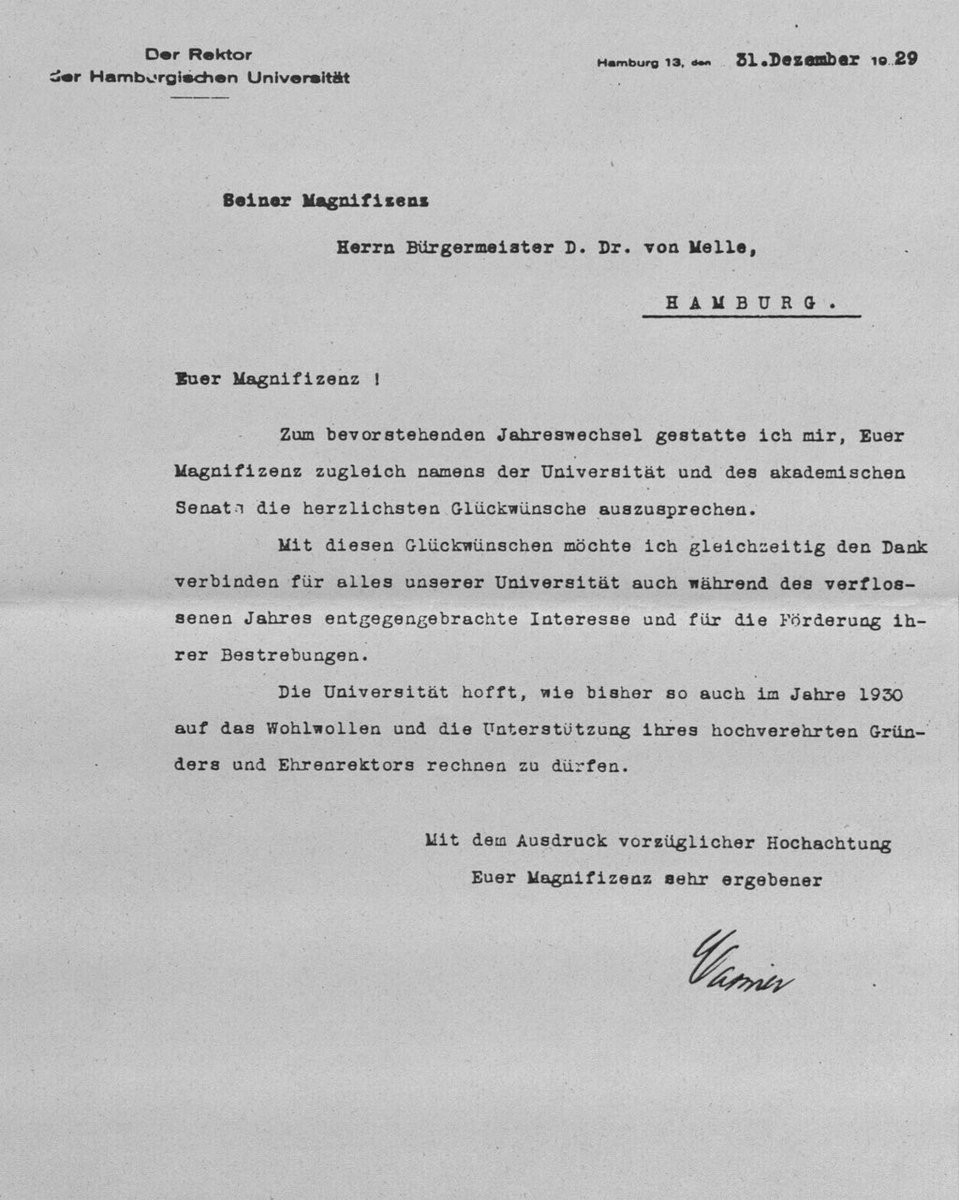 Der Rektor
der Hamburgischen Universität
Hamburg 13, den 31.Dezember 1929
Seiner Magnifizenz
Herrn Bürgermeister D. Dr. von Melle,
HAMBURG.
Euer Magnifizenz !
Zum bevorstehenden Jahreswechsel gestatte ich mir, Euer
Magnifizenz zugleich namens der Universität und des akademischen
Senats die herzlichsten Glückwünsche auszusprechen.
Mit diesen Glückwünschen möchte ich gleichzeitig den Dank
verbinden für alles unserer Universität auch während des verflos-
senen Jahres entgegengebrachte Interesse und für die Förderung ih-
rer Bestrebungen.
Die Universität hofft, wie bisher so auch im Jahre 1930
auf das Wohlwollen und die Unterstützung ihres hochverehrten Grün-
ders und Ehrenrektors rechnen zu dürfen.
Mit dem Ausdruck vorzüglicher Hochachtung
Euer Magnifizenz sehr ergebener